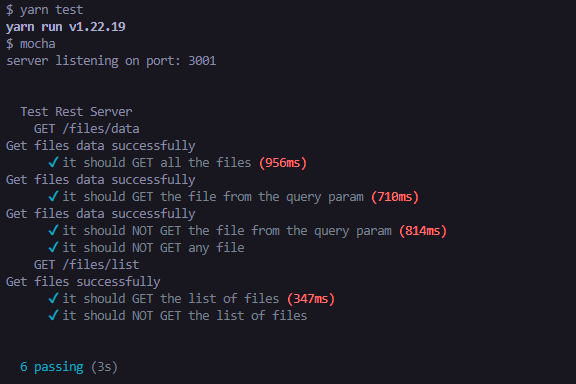 $ yarn test
yarn run v1.22.19
$ mocha
server listening on port: 3001
Test Rest Server
GET /files/data
Get files data successfully
✓ it should GET all the files (956ms)
Get files data successfully
✓ it should GET the file from the query param (710ms)
Get files data successfully
✓ it should NOT GET the file from the query param (814ms)
✓ it should NOT GET any file
GET /files/list
Get files successfully
✓ it should GET the list of files (347ms)
✓ it should NOT GET the list of files
6 passing (3s)